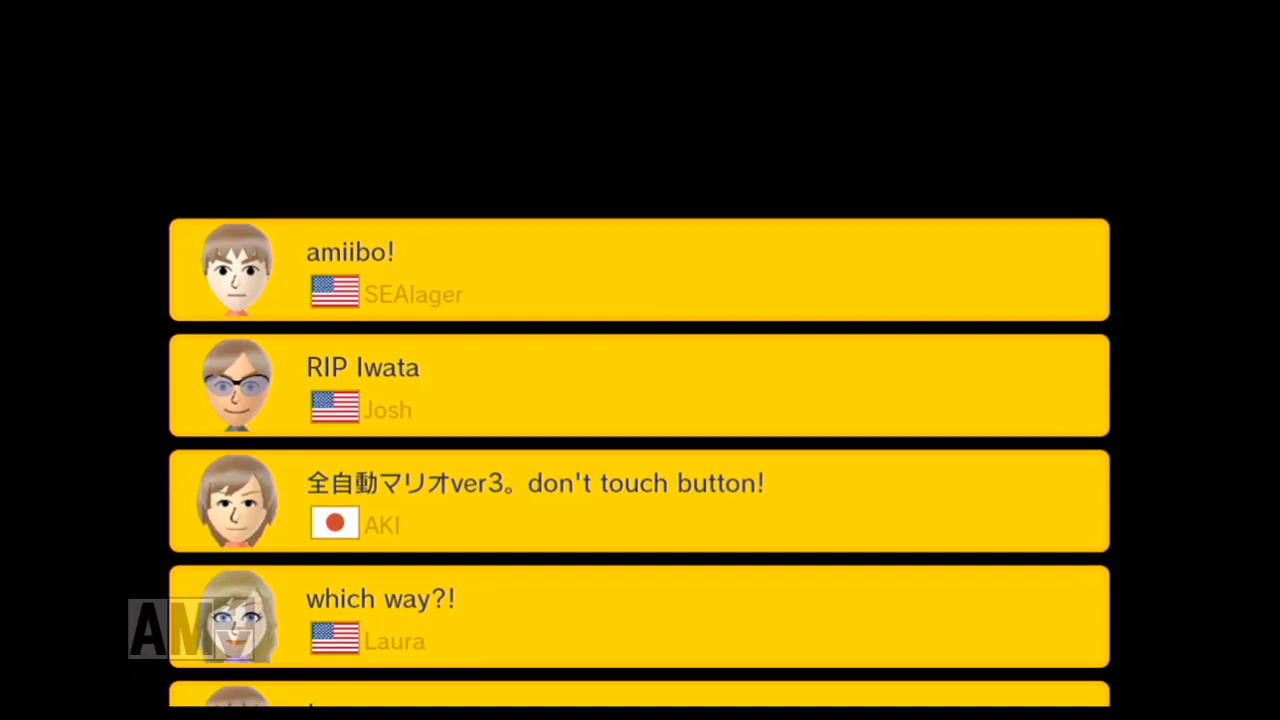 amiibo!
SEAlager
RIP Iwata
Josh
全自動マリオver3。don't touch button!
AKI
which way?!
Laura
AM